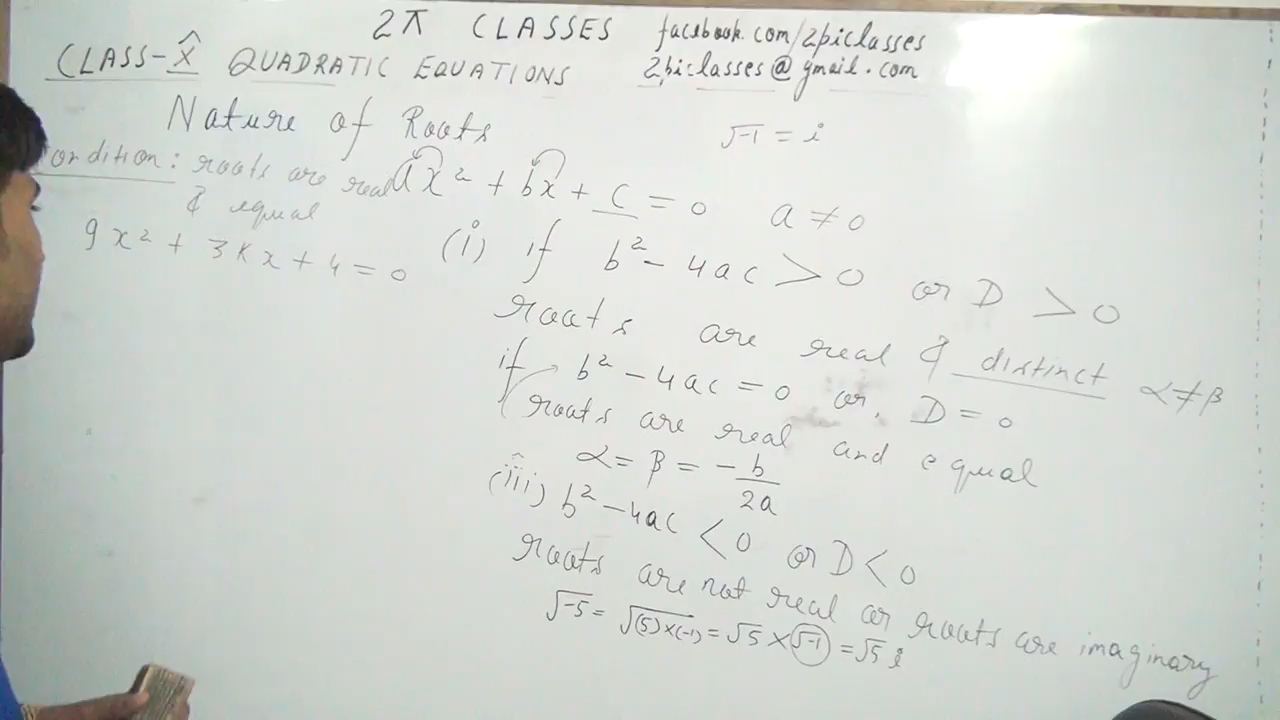 2π CLASSES facebook.com/2piclasses
CLASS-X QUADRATIC EQUATIONS 2piclasses@gmail.com
Nature of Roots √-1 = i
ondition: roots are real
& equal
9x² + 3Kx + 4 = 0
ax² + bx + c = 0 a ≠ 0
(i) if b² - 4ac > 0 or D > 0
roots are real & distinct α≠β
if b² - 4ac = 0 or, D = 0
roots are real and equal
α = β = -b/2a
(iii) b² - 4ac < 0 or D < 0
roots are not real or roots are imaginary
√-5 = √(5)×(-1) = √5 × √-1 = √5 i